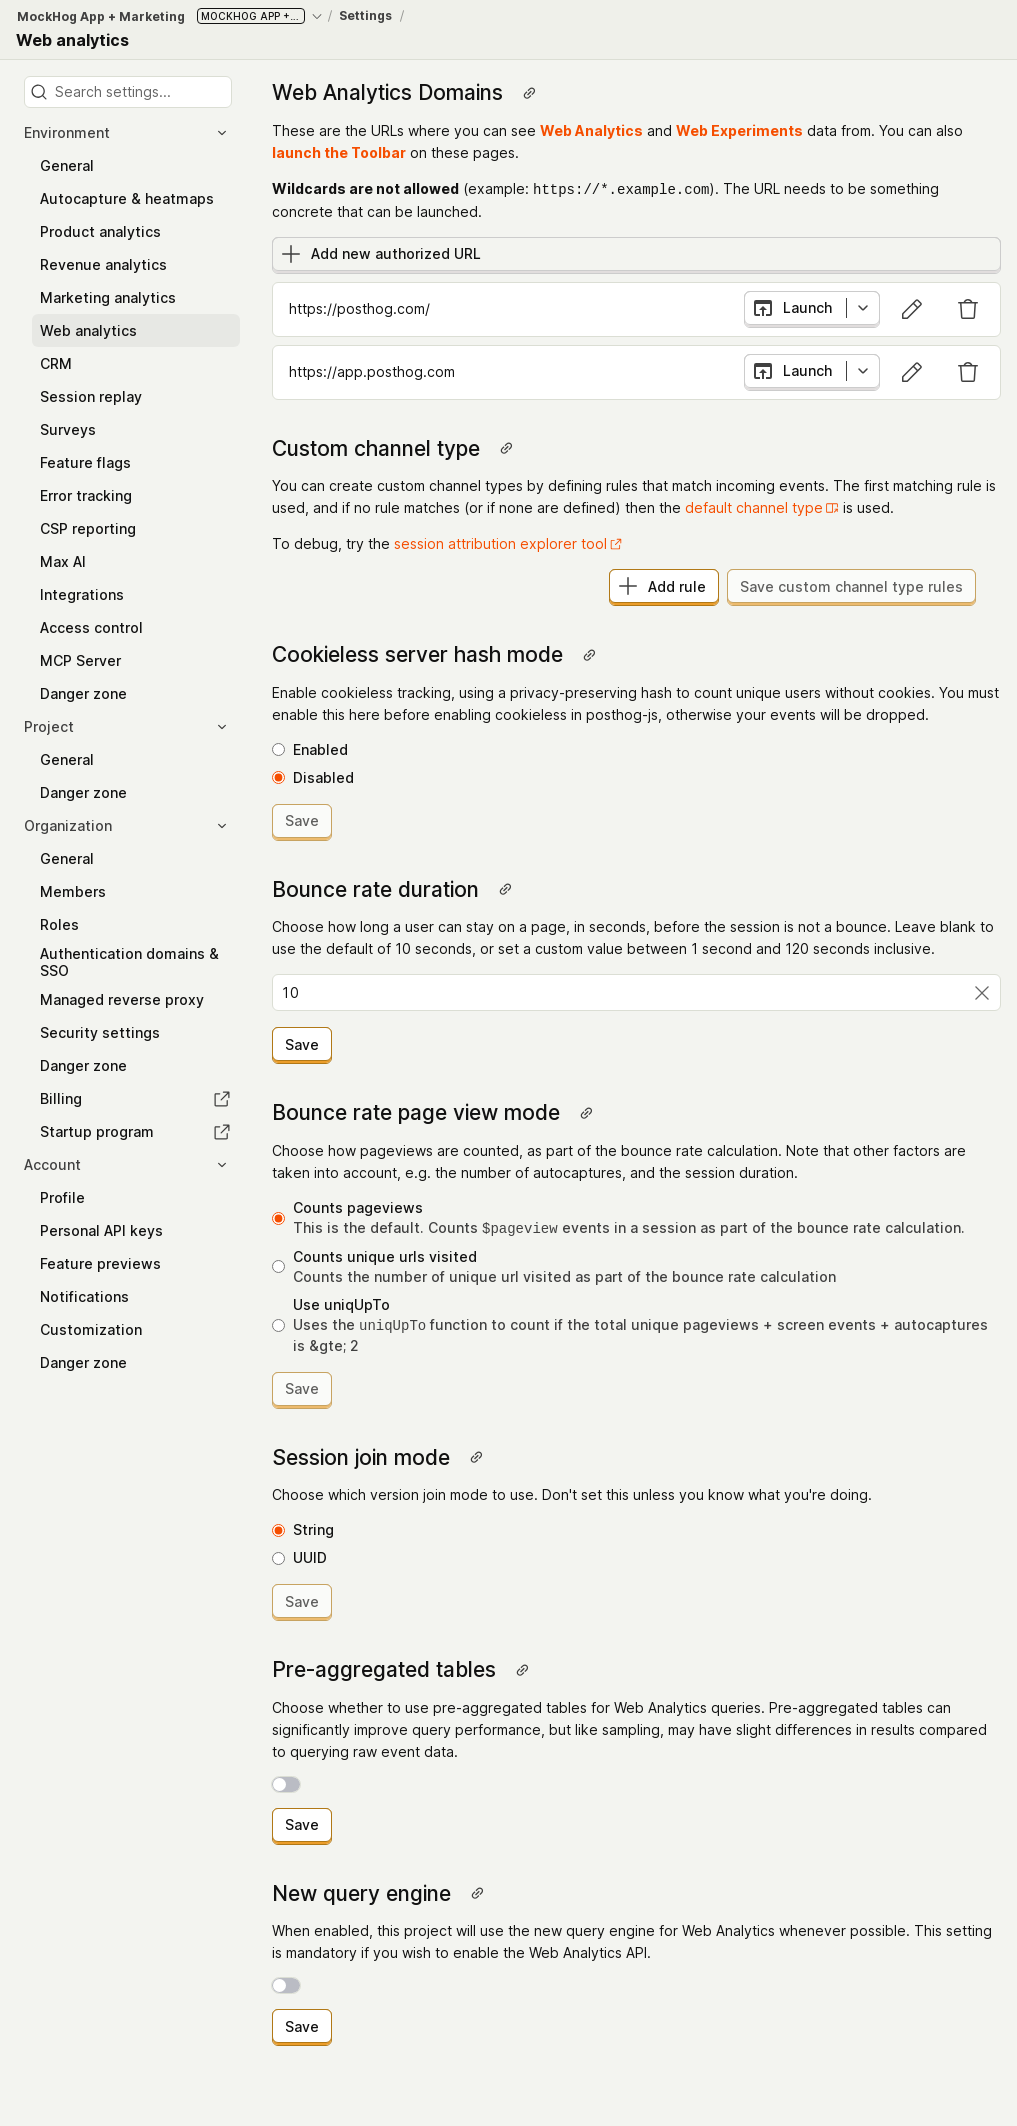 MockHog App + Marketing MOCKHOG APP +... / Settings /
Web analytics
Search settings...
Environment
General
Autocapture & heatmaps
Product analytics
Revenue analytics
Marketing analytics
Web analytics
CRM
Session replay
Surveys
Feature flags
Error tracking
CSP reporting
Max AI
Integrations
Access control
MCP Server
Danger zone
Project
General
Danger zone
Organization
General
Members
Roles
Authentication domains &
SSO
Managed reverse proxy
Security settings
Danger zone
Billing
Startup program
Account
Profile
Personal API keys
Feature previews
Notifications
Customization
Danger zone
Web Analytics Domains
These are the URLs where you can see Web Analytics and Web Experiments data from. You can also
launch the Toolbar on these pages.
Wildcards are not allowed (example: https://*.example.com). The URL needs to be something
concrete that can be launched.
Add new authorized URL
https://posthog.com/ Launch
https://app.posthog.com Launch
Custom channel type
You can create custom channel types by defining rules that match incoming events. The first matching rule is
used, and if no rule matches (or if none are defined) then the default channel type is used.
To debug, try the session attribution explorer tool
Add rule Save custom channel type rules
Cookieless server hash mode
Enable cookieless tracking, using a privacy-preserving hash to count unique users without cookies. You must
enable this here before enabling cookieless in posthog-js, otherwise your events will be dropped.
Enabled
Disabled
Save
Bounce rate duration
Choose how long a user can stay on a page, in seconds, before the session is not a bounce. Leave blank to
use the default of 10 seconds, or set a custom value between 1 second and 120 seconds inclusive.
10
Save
Bounce rate page view mode
Choose how pageviews are counted, as part of the bounce rate calculation. Note that other factors are
taken into account, e.g. the number of autocaptures, and the session duration.
Counts pageviews
This is the default. Counts $pageview events in a session as part of the bounce rate calculation.
Counts unique urls visited
Counts the number of unique url visited as part of the bounce rate calculation
Use uniqUpTo
Uses the uniqUpTo function to count if the total unique pageviews + screen events + autocaptures
is &gte; 2
Save
Session join mode
Choose which version join mode to use. Don't set this unless you know what you're doing.
String
UUID
Save
Pre-aggregated tables
Choose whether to use pre-aggregated tables for Web Analytics queries. Pre-aggregated tables can
significantly improve query performance, but like sampling, may have slight differences in results compared
to querying raw event data.
Save
New query engine
When enabled, this project will use the new query engine for Web Analytics whenever possible. This setting
is mandatory if you wish to enable the Web Analytics API.
Save